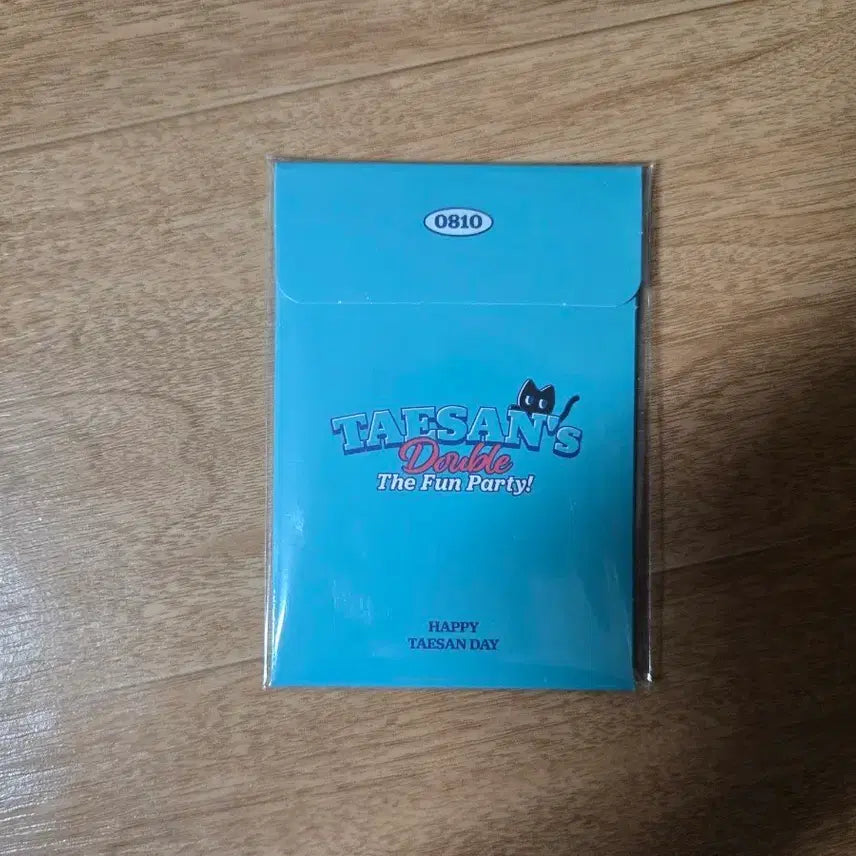 0810
TAESAN's
Double
The Fun Party!
HAPPY
TAESAN DAY